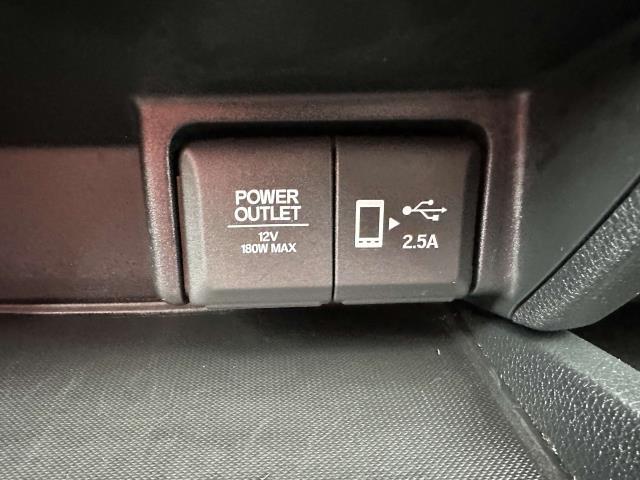 POWER
OUTLET
12V
180W MAX
2.5A